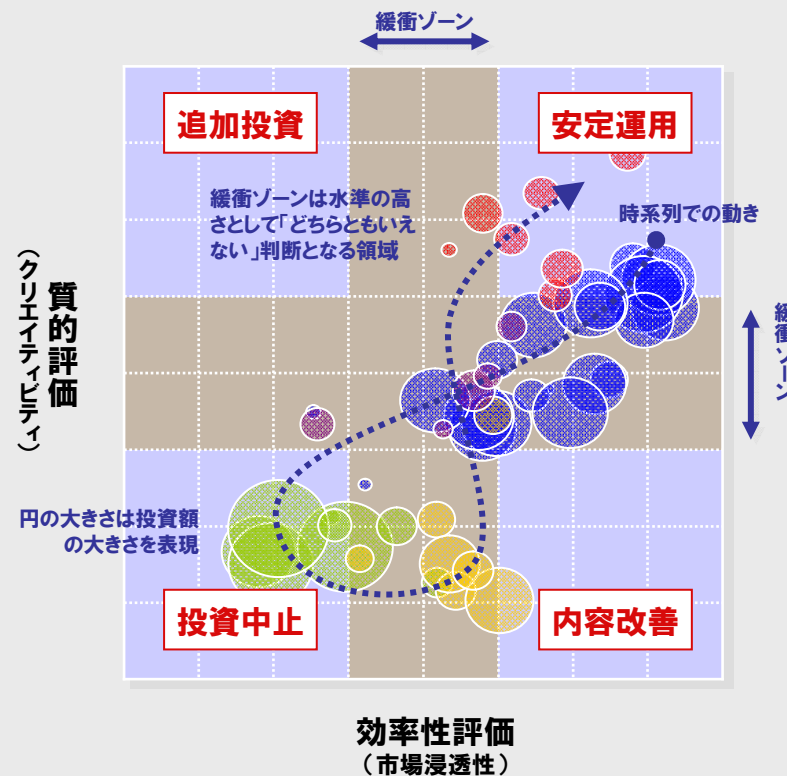 緩衝ゾーン
追加投資
安定運用
緩衝ゾーンは水準の高
さとして「どちらともいえ
ない」判断となる領域
時系列での動き
質的評価
（クリエイティビティ）
緩衝ゾーン
円の大きさは投資額
の大きさを表現
投資中止
内容改善
効率性評価
（市場浸透性）